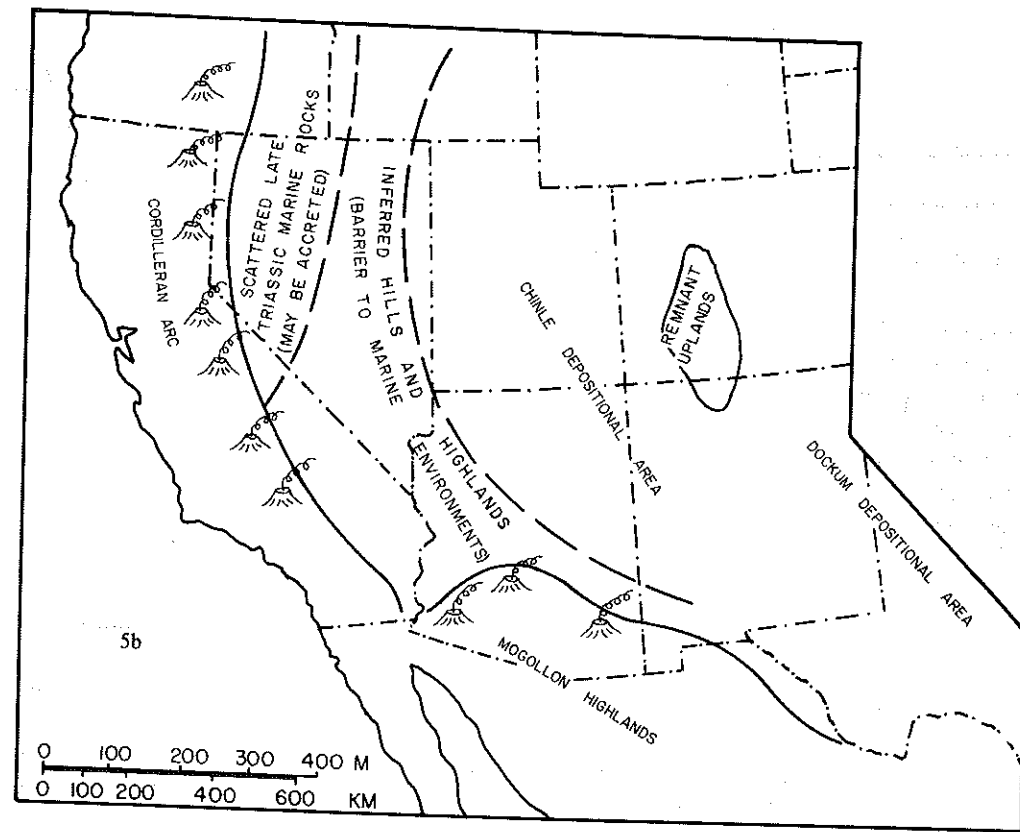 SCATTERED LATE
TRIASSIC MARINE ROCKS
(MAY BE ACCRETED)
INFERRED HILLS AND HIGHLANDS
(BARRIER TO MARINE ENVIRONMENTS)
CORDILLERAN ARC
CHINLE DEPOSITIONAL AREA
REMNANT
UPLANDS
DOCKUM DEPOSITIONAL AREA
MOGOLLON HIGHLANDS
5b
0 100 200 300 400 M
0 100 200 400 600 KM